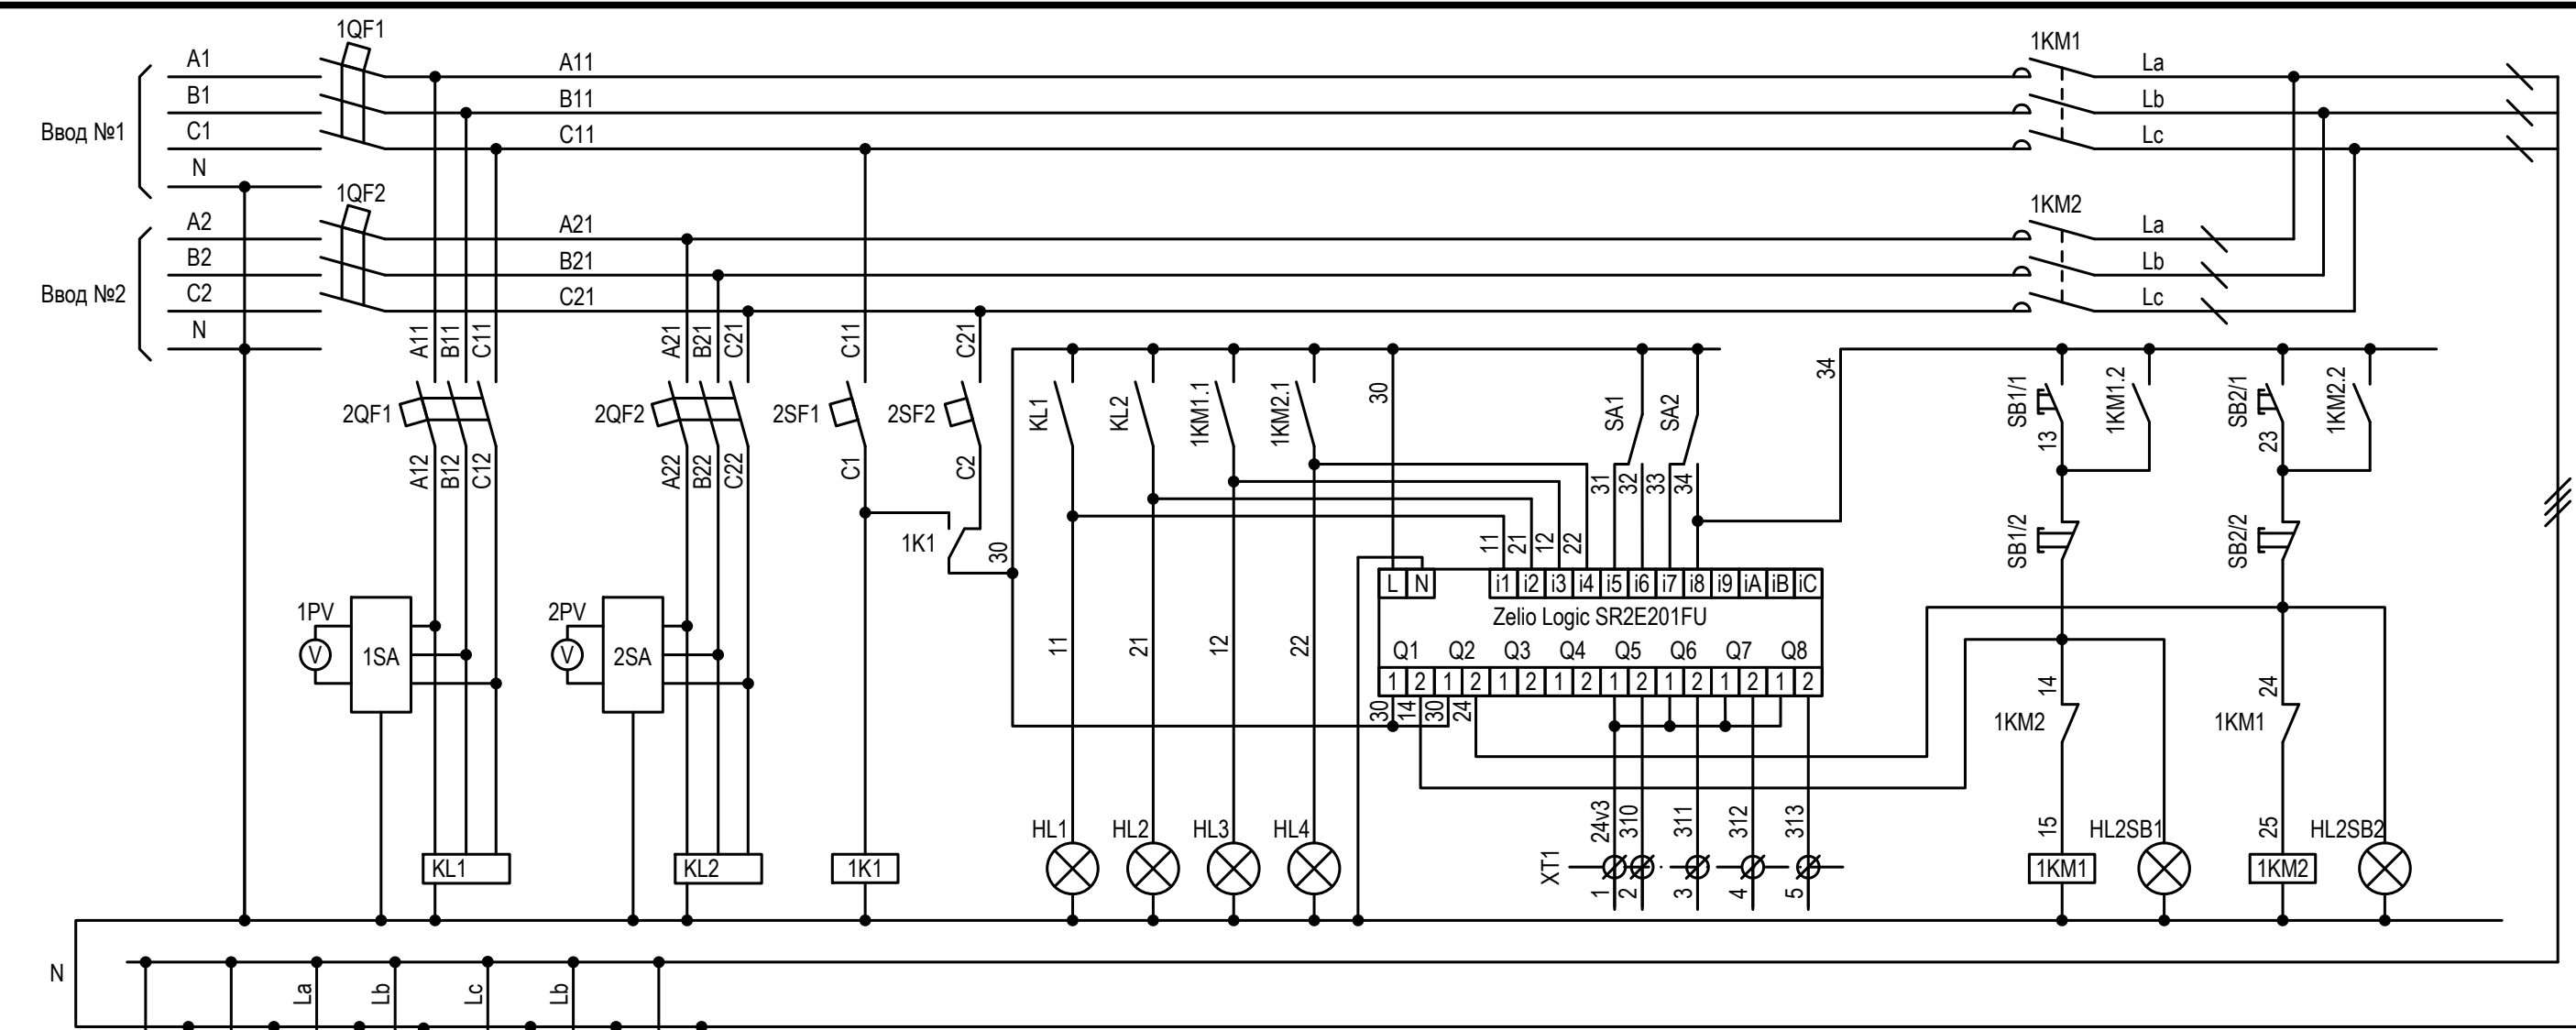 1QF1
1KM1
A1
A11
La
B1
B11
Lb
Ввод №1
C1
C11
Lc
N
1QF2
1KM2
A2
A21
La
B2
B21
Lb
Ввод №2
C2
C21
Lc
N
A11
B11
C11
A21
B21
C21
C11
C21
30
34
2QF1
2QF2
2SF1
2SF2
KL1
KL2
1KM1.1
1KM2.1
SA1
SA2
SB1/1
1KM1.2
SB2/1
1KM2.2
13
23
A12
B12
C12
A22
B22
C22
C1
C2
31
32
33
34
1K1
30
11
21
12
22
SB1/2
SB2/2
L N i1 i2 i3 i4 i5 i6 i7 i8 i9 iA iB iC
Zelio Logic SR2E201FU
1PV
2PV
V
1SA
V
2SA
11
21
12
22
Q1 Q2 Q3 Q4 Q5 Q6 Q7 Q8
1 2 1 2 1 2 1 2 1 2 1 2 1 2 1 2
30
14
30
24
14
24
1KM2
1KM1
24v3
310
311
312
313
15
25
HL1
HL2
HL3
HL4
HL2SB1
HL2SB2
XT1
KL1
KL2
1K1
1KM1
1KM2
1
2
3
4
5
N
La
Lb
Lc
Lb